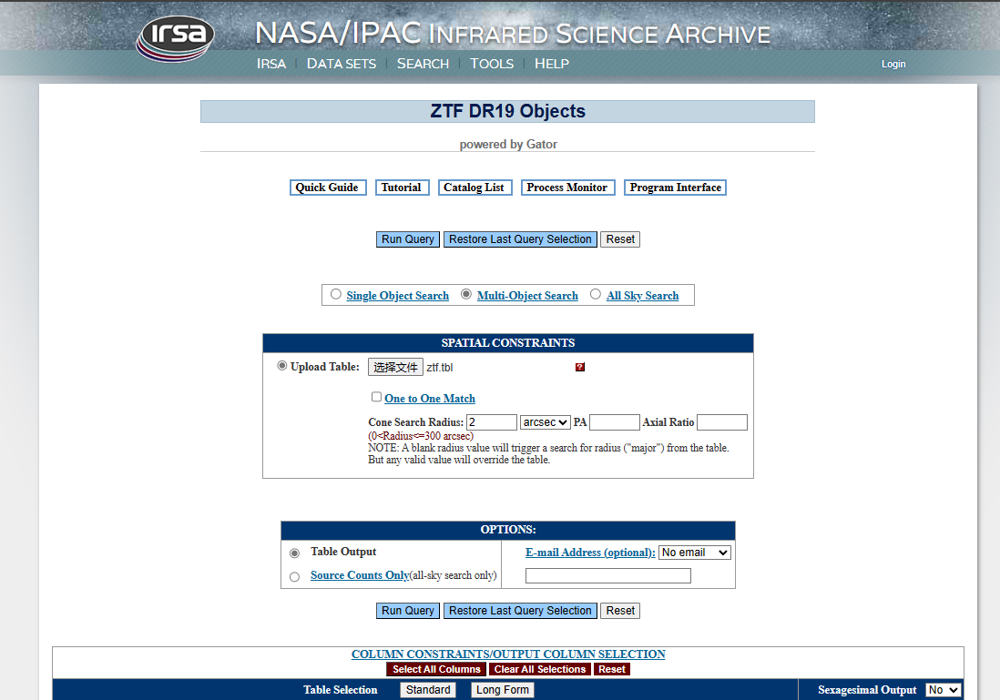 irsa
NASA/IPAC INFRARED SCIENCE ARCHIVE
IRSA DATA SETS SEARCH TOOLS HELP
Login
ZTF DR19 Objects
powered by Gator
Quick Guide Tutorial Catalog List Process Monitor Program Interface
Run Query Restore Last Query Selection Reset
Single Object Search Multi-Object Search All Sky Search
SPATIAL CONSTRAINTS
Upload Table: 选择文件 ztf.tbl ?
One to One Match
Cone Search Radius: 2 arcsec PA Axial Ratio
(0<Radius<=300 arcsec)
NOTE: A blank radius value will trigger a search for radius ("major") from the table.
But any valid value will override the table.
OPTIONS:
Table Output E-mail Address (optional): No email
Source Counts Only(all-sky search only)
Run Query Restore Last Query Selection Reset
COLUMN CONSTRAINTS/OUTPUT COLUMN SELECTION
Select All Columns Clear All Selections Reset
Table Selection Standard Long Form Sexagesimal Output No